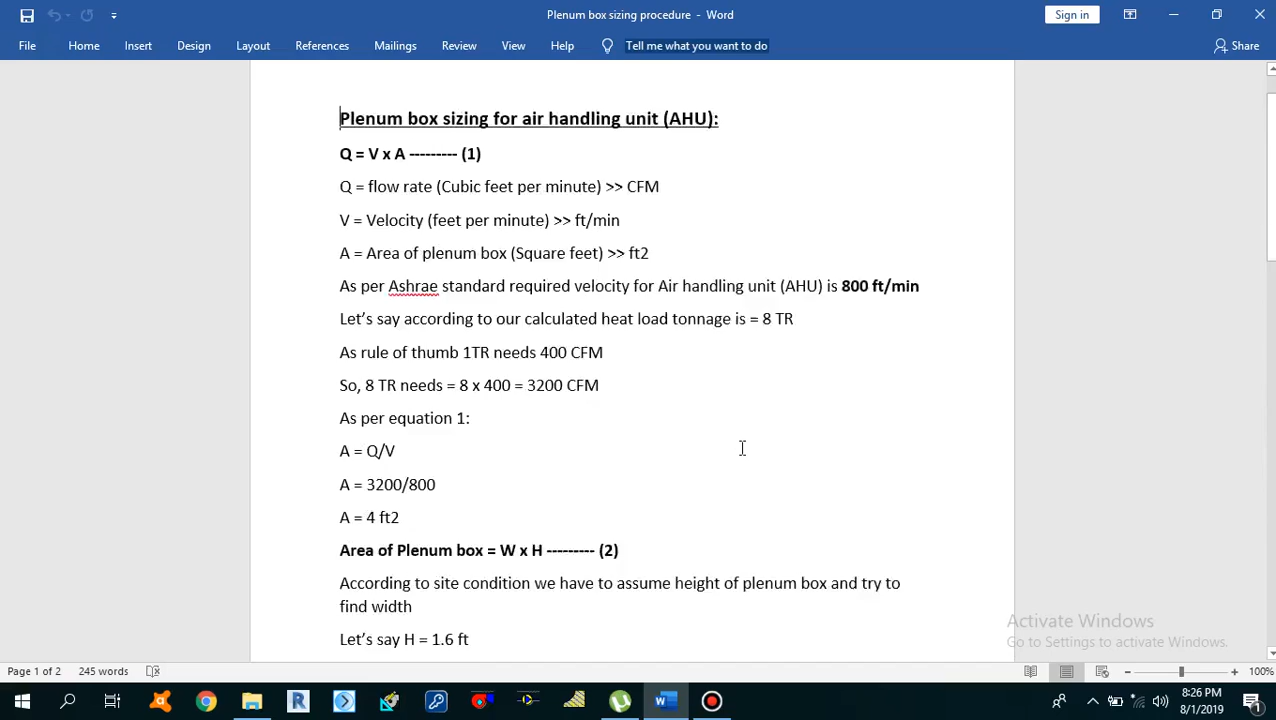 Plenum box sizing procedure - Word
Sign in
File Home Insert Design Layout References Mailings Review View Help Tell me what you want to do Share
Plenum box sizing for air handling unit (AHU):
Q = V x A --------- (1)
Q = flow rate (Cubic feet per minute) >> CFM
V = Velocity (feet per minute) >> ft/min
A = Area of plenum box (Square feet) >> ft2
As per Ashrae standard required velocity for Air handling unit (AHU) is 800 ft/min
Let’s say according to our calculated heat load tonnage is = 8 TR
As rule of thumb 1TR needs 400 CFM
So, 8 TR needs = 8 x 400 = 3200 CFM
As per equation 1:
A = Q/V
A = 3200/800
A = 4 ft2
Area of Plenum box = W x H --------- (2)
According to site condition we have to assume height of plenum box and try to
find width
Let’s say H = 1.6 ft
Activate Windows
Go to Settings to activate Windows.
Page 1 of 2 245 words 100%
8:26 PM
8/1/2019